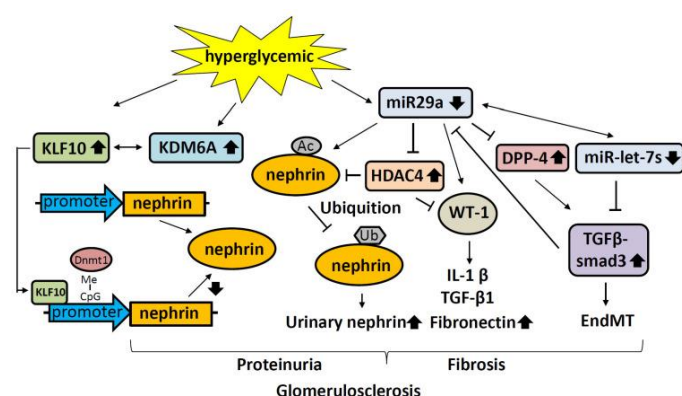 hyperglycemic
miR29a
KLF10
KDM6A
Ac
nephrin
HDAC4
DPP-4
miR-let-7s
promoter nephrin
Ubiquition
WT-1
nephrin
Ub
nephrin
TGFβ-
smad3
Dnmt1
Me
CpG
KLF10
promoter nephrin
IL-1 β
TGF-β1
Fibronectin
Urinary nephrin
EndMT
Proteinuria
Fibrosis
Glomerulosclerosis